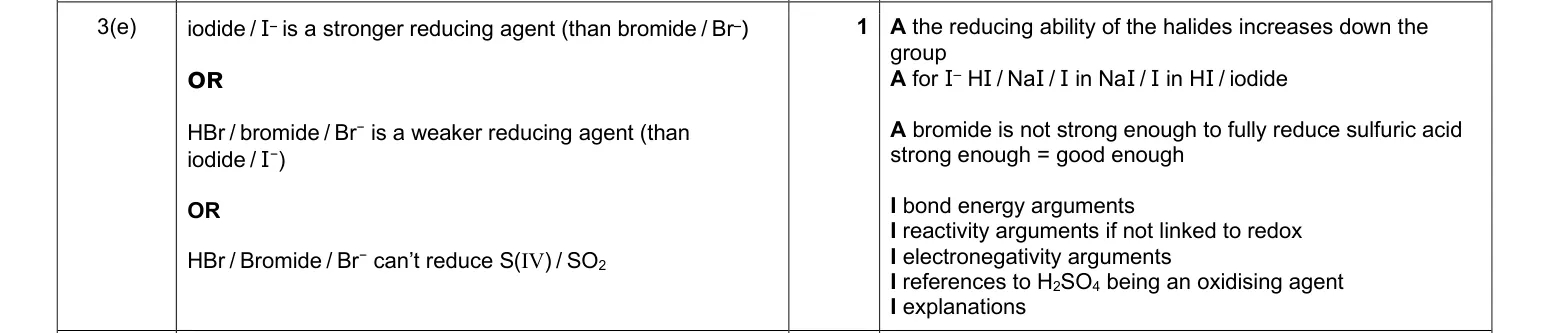 3(e)
iodide / I⁻ is a stronger reducing agent (than bromide / Br⁻)
OR
HBr / bromide / Br⁻ is a weaker reducing agent (than
iodide / I⁻)
OR
HBr / Bromide / Br⁻ can’t reduce S(IV) / SO₂
1
A the reducing ability of the halides increases down the
group
A for I⁻ HI / NaI / I in NaI / I in HI / iodide
A bromide is not strong enough to fully reduce sulfuric acid
strong enough = good enough
I bond energy arguments
I reactivity arguments if not linked to redox
I electronegativity arguments
I references to H₂SO₄ being an oxidising agent
I explanations